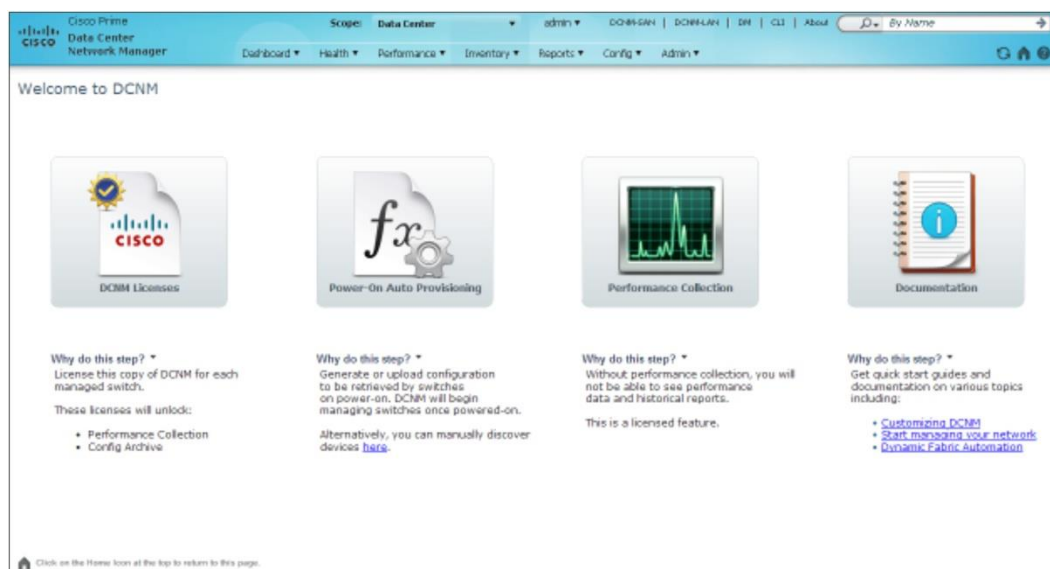 Cisco Prime
Data Center
Network Manager
CISCO
Scope: Data Center ▼ admin ▼ DCNM-SAN | DCNM-LAN | DM | CLI | About By Name
Dashboard ▼ Health ▼ Performance ▼ Inventory ▼ Reports ▼ Config ▼ Admin ▼
Welcome to DCNM
CISCO
DCNM Licenses
fx
Power-On Auto Provisioning
Performance Collection
i
Documentation
Why do this step?
License this copy of DCNM for each
managed switch.
These licenses will unlock:
• Performance Collection
• Config Archive
Why do this step?
Generate or upload configuration
to be retrieved by switches
on power-on. DCNM will begin
managing switches once powered-on.
Alternatively, you can manually discover
devices here.
Why do this step?
Without performance collection, you will
not be able to see performance
data and historical reports.
This is a licensed feature.
Why do this step?
Get quick start guides and
documentation on various topics
including:
• Customizing DCNM
• Start managing your network
• Dynamic Fabric Automation
Click on the Home Icon at the top to return to this page.